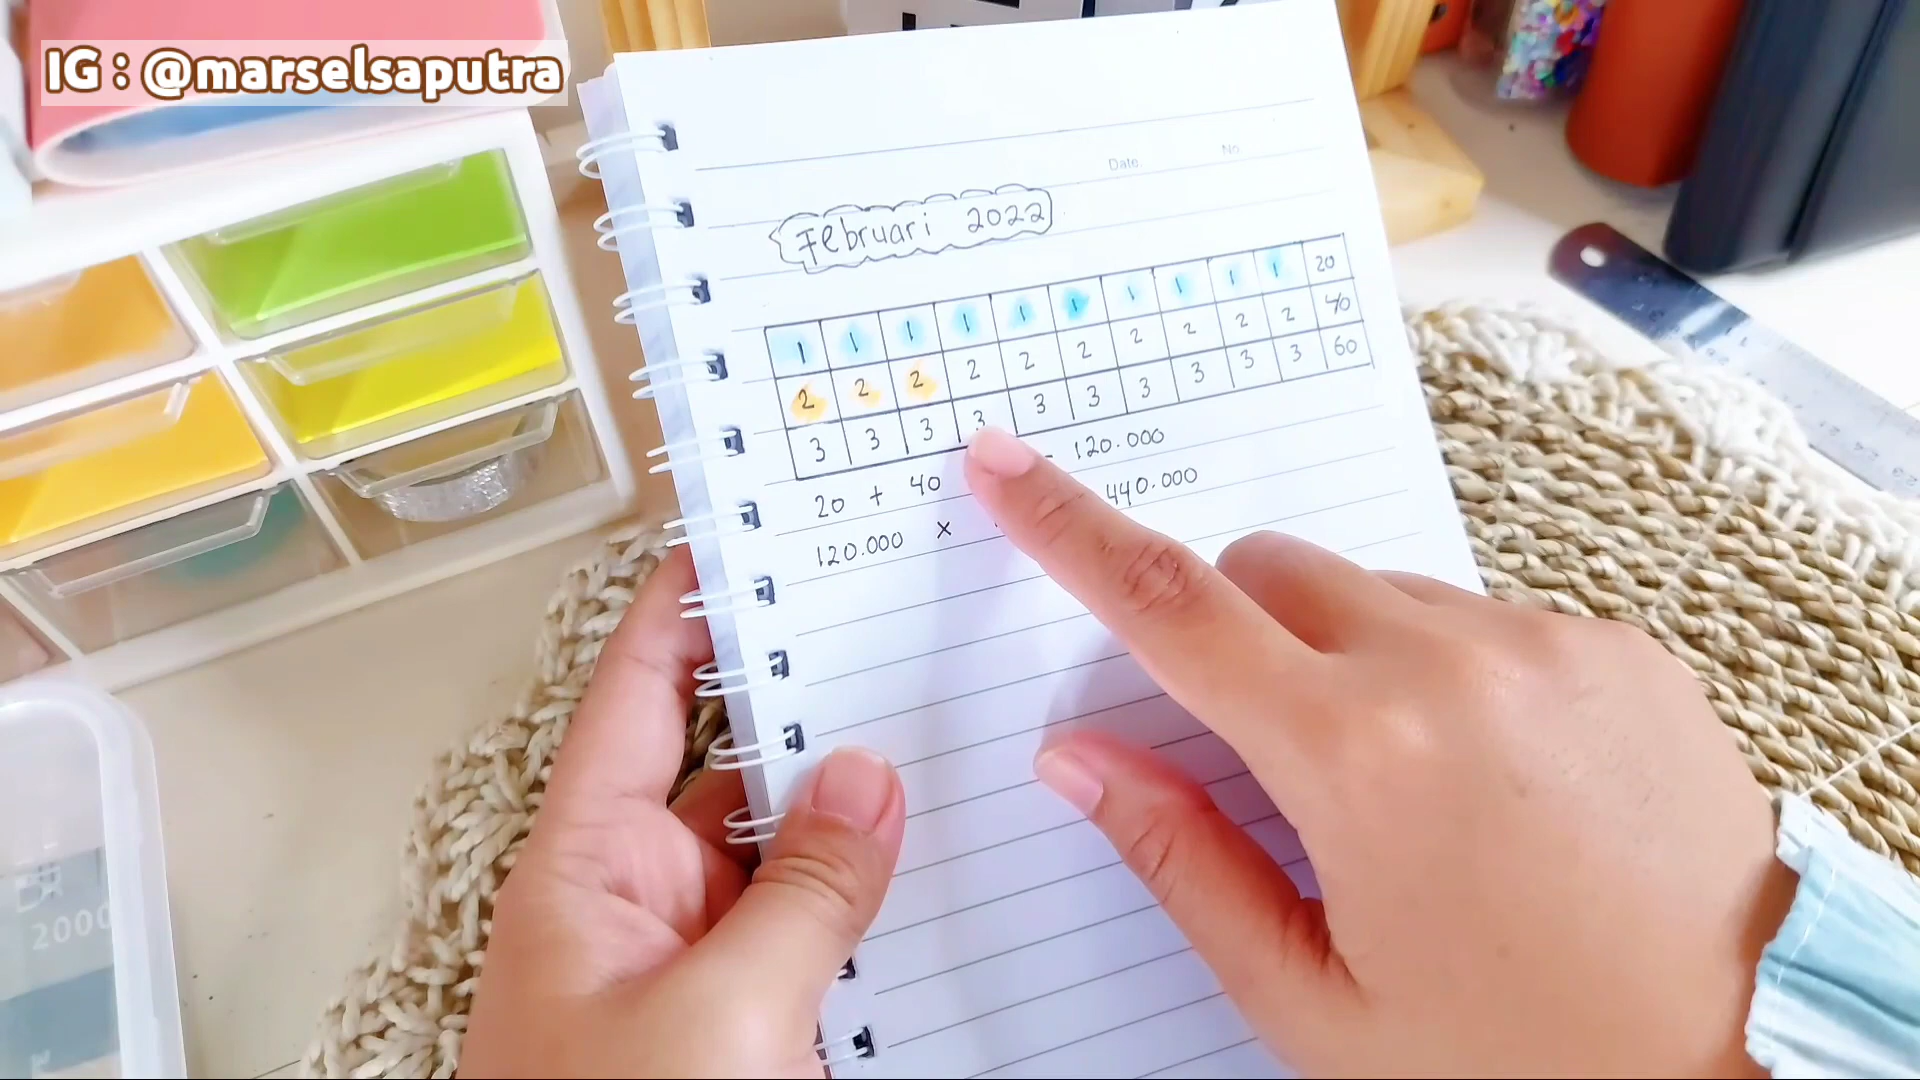 IG : @marselsaputra
Date.
No.
Februari 2022
1 1 1 1 1 1 1 1 1 1 20
2 2 2 2 2 2 2 2 2 2 40
3 3 3 3 3 3 3 3 3 3 60
20 + 40 120.000
120.000 x 440.000
2000